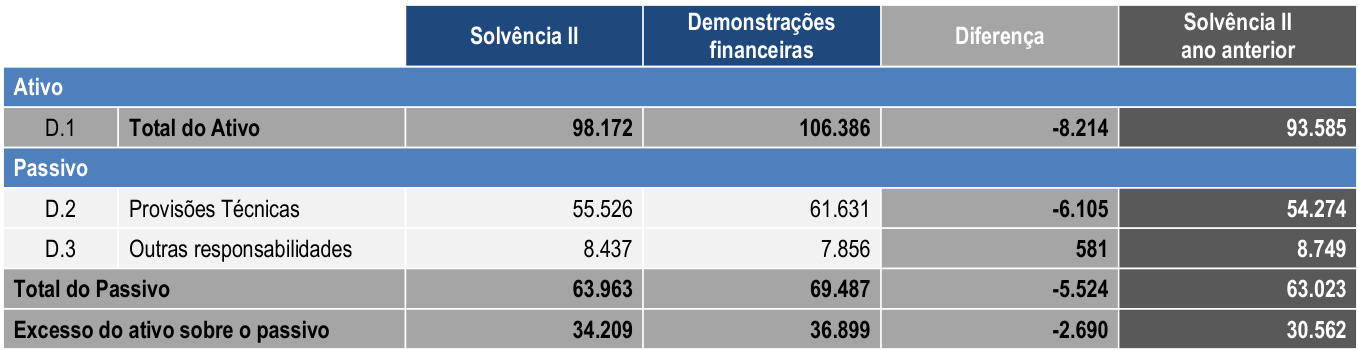 Solvência II Demonstrações financeiras Diferença Solvência II ano anterior
Ativo
D.1 Total do Ativo 98.172 106.386 -8.214 93.585
Passivo
D.2 Provisões Técnicas 55.526 61.631 -6.105 54.274
D.3 Outras responsabilidades 8.437 7.856 581 8.749
Total do Passivo 63.963 69.487 -5.524 63.023
Excesso do ativo sobre o passivo 34.209 36.899 -2.690 30.562